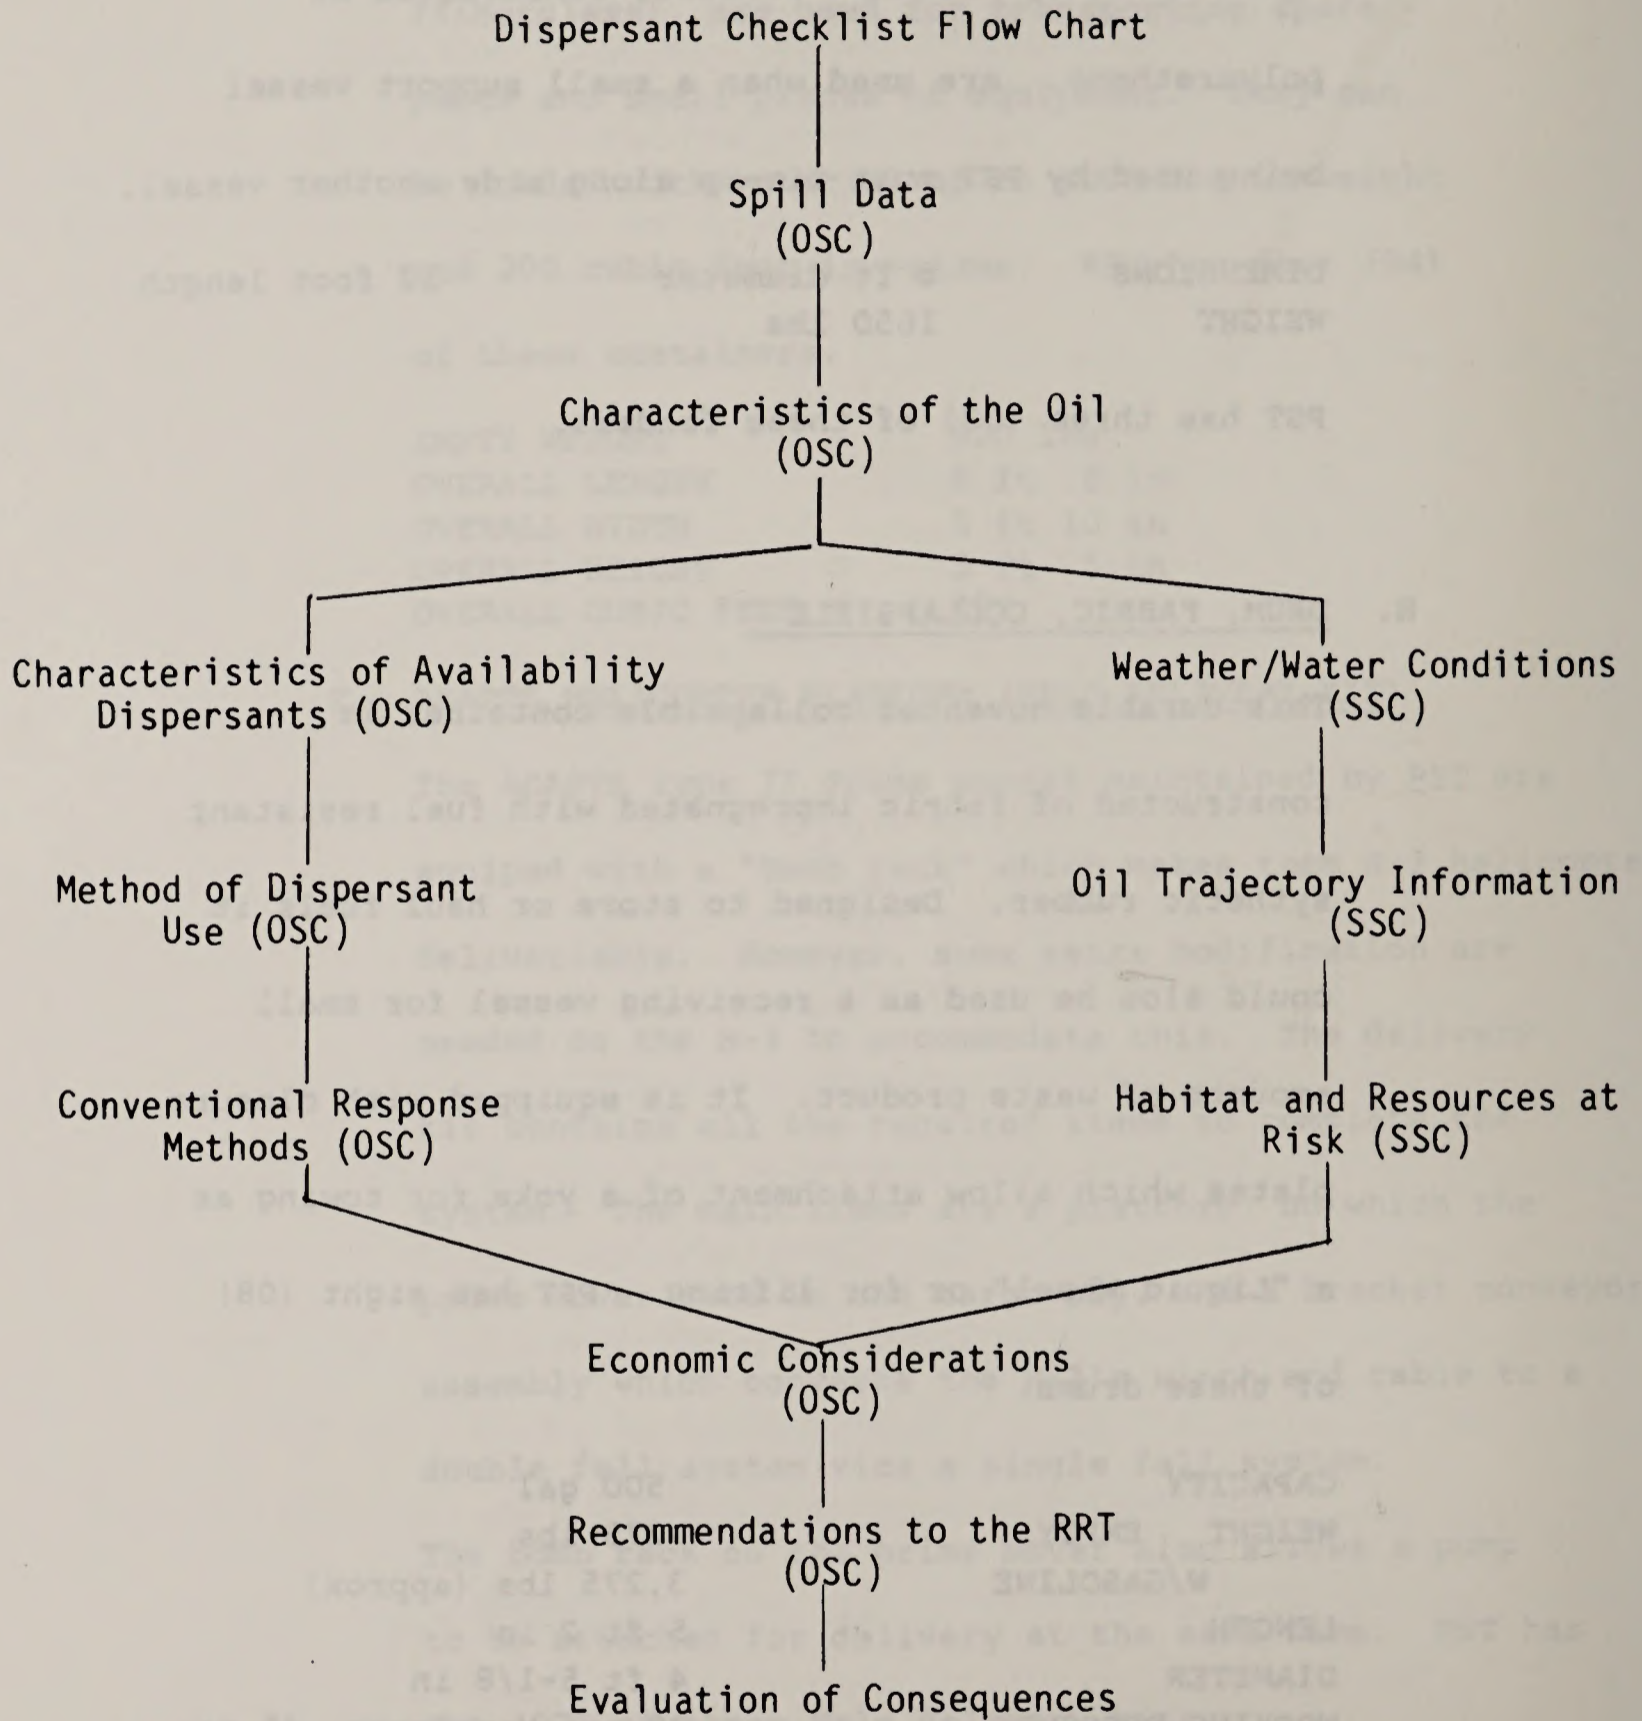 Dispersant Checklist Flow Chart
Spill Data
(OSC)
Characteristics of the Oil
(OSC)
Characteristics of Availability
Dispersants (OSC)
Weather/Water Conditions
(SSC)
Method of Dispersant
Use (OSC)
Oil Trajectory Information
(SSC)
Conventional Response
Methods (OSC)
Habitat and Resources at
Risk (SSC)
Economic Considerations
(OSC)
Recommendations to the RRT
(OSC)
Evaluation of Consequences